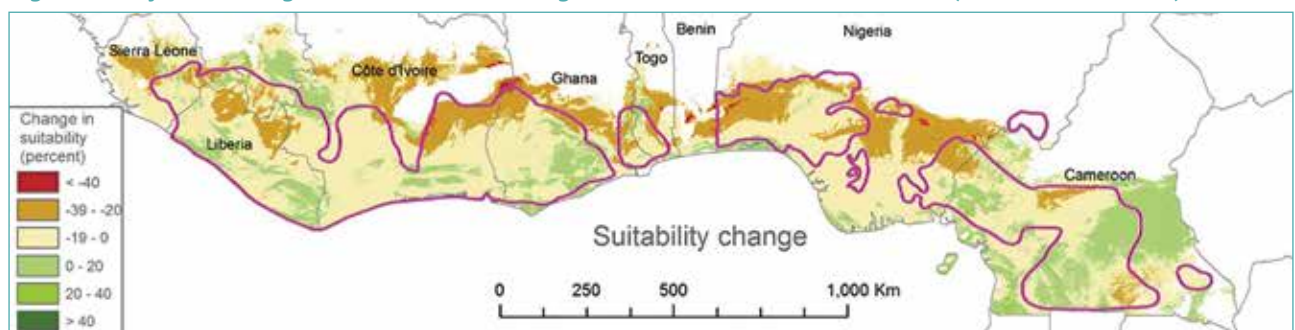 Benin
Nigeria
Sierra Leone
Togo
Côte d'Ivoire
Ghana
Change in
suitability
(percent)
Liberia
Cameroon
< -40
-39 - -20
-19 - 0
0 - 20
20 - 40
> 40
Suitability change
0 250 500 1,000 Km